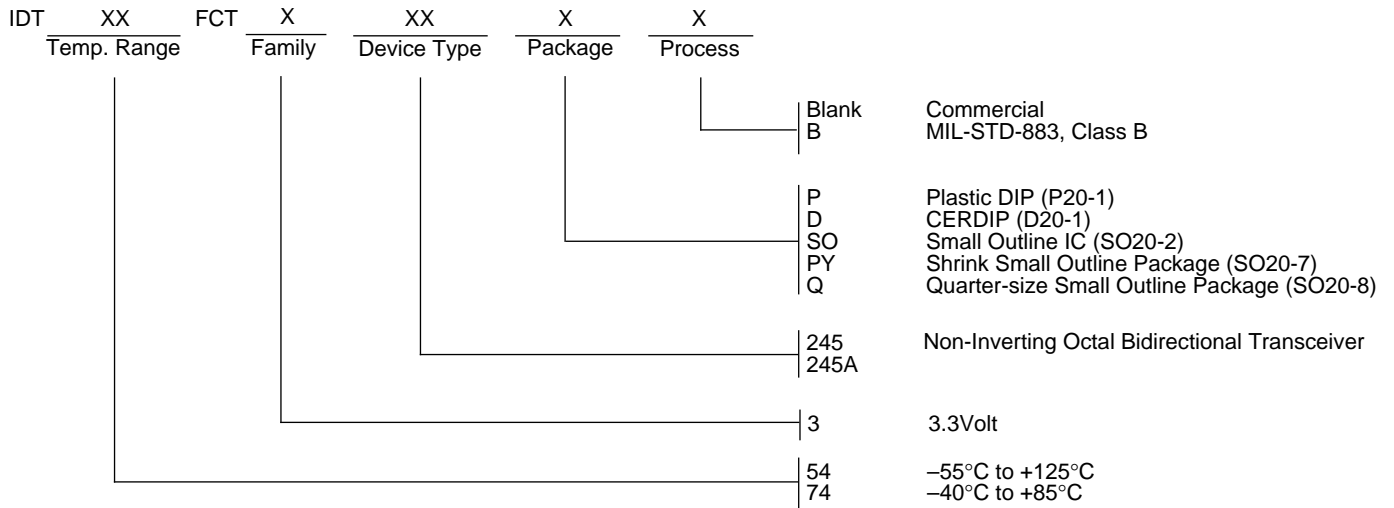 IDT XX FCT X XX X X
Temp. Range Family Device Type Package Process
Blank Commercial
B MIL-STD-883, Class B
P Plastic DIP (P20-1)
D CERDIP (D20-1)
SO Small Outline IC (SO20-2)
PY Shrink Small Outline Package (SO20-7)
Q Quarter-size Small Outline Package (SO20-8)
245 Non-Inverting Octal Bidirectional Transceiver
245A
3 3.3Volt
54 –55°C to +125°C
74 –40°C to +85°C